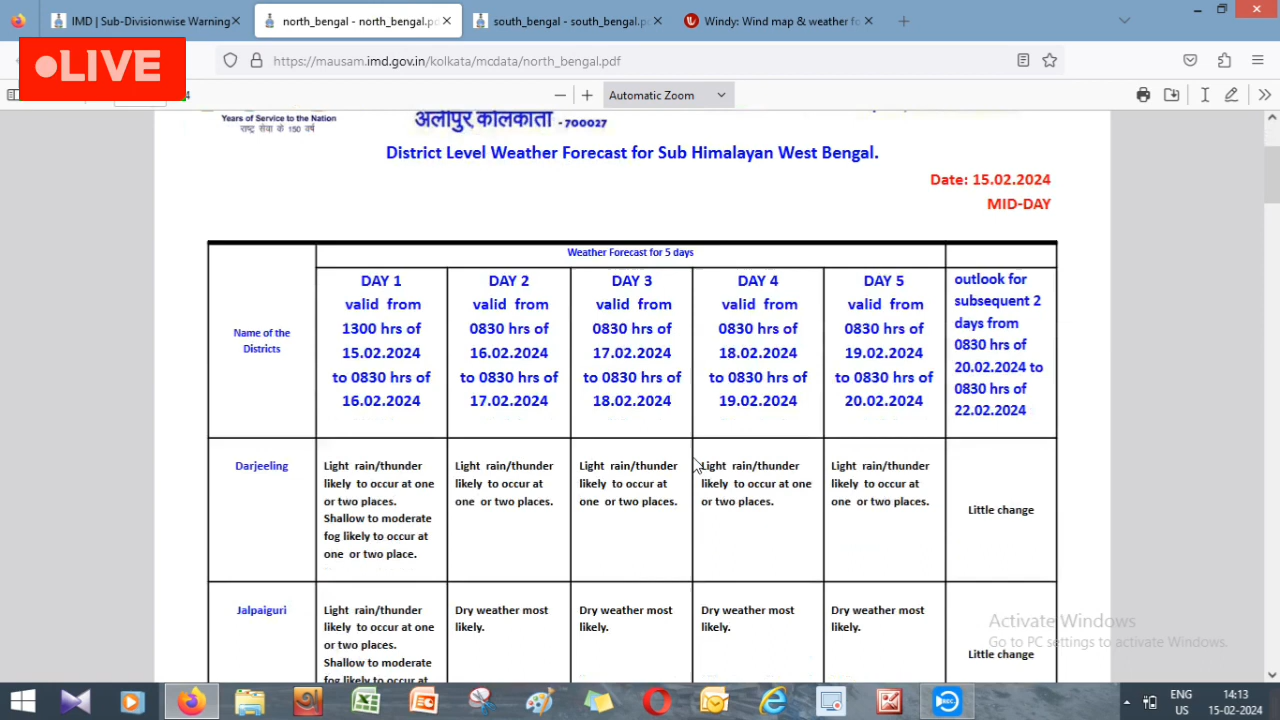 IMD | Sub-Divisionwise Warning
north_bengal - north_bengal.pd
south_bengal - south_bengal.p
Windy: Wind map & weather fo
LIVE
https://mausam.imd.gov.in/kolkata/mcdata/north_bengal.pdf
Automatic Zoom
Years of Service to the Nation
राष्ट्र सेवा के 150 वर्ष
अलीपुर, कोलकाता - 700027
District Level Weather Forecast for Sub Himalayan West Bengal.
Date: 15.02.2024
MID-DAY
Weather Forecast for 5 days
Name of the
Districts
DAY 1
valid from
1300 hrs of
15.02.2024
to 0830 hrs of
16.02.2024
DAY 2
valid from
0830 hrs of
16.02.2024
to 0830 hrs of
17.02.2024
DAY 3
valid from
0830 hrs of
17.02.2024
to 0830 hrs of
18.02.2024
DAY 4
valid from
0830 hrs of
18.02.2024
to 0830 hrs of
19.02.2024
DAY 5
valid from
0830 hrs of
19.02.2024
to 0830 hrs of
20.02.2024
outlook for
subsequent 2
days from
0830 hrs of
20.02.2024 to
0830 hrs of
22.02.2024
Darjeeling
Light rain/thunder
likely to occur at one
or two places.
Shallow to moderate
fog likely to occur at
one or two place.
Light rain/thunder
likely to occur at
one or two places.
Light rain/thunder
likely to occur at
one or two places.
Light rain/thunder
likely to occur at one
or two places.
Light rain/thunder
likely to occur at
one or two places.
Little change
Jalpaiguri
Light rain/thunder
likely to occur at one
or two places.
Shallow to moderate
fog likely to occur at
Dry weather most
likely.
Dry weather most
likely.
Dry weather most
likely.
Dry weather most
likely.
Little change
Activate Windows
Go to PC settings to activate Windows.
REC
ENG
US
14:13
15-02-2024